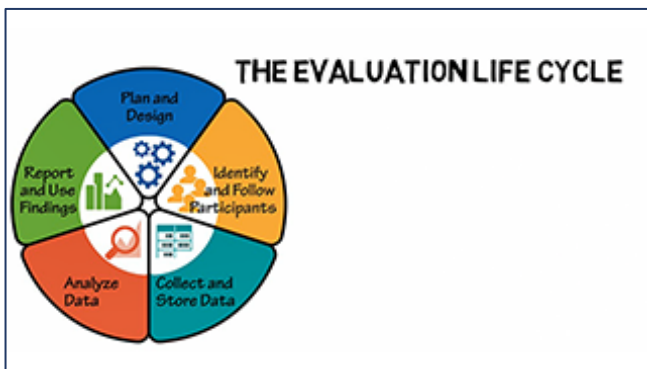 THE EVALUATION LIFE CYCLE
Plan and
Design
Identify
and Follow
Participants
Collect and
Store Data
Analyze
Data
Report
and Use
Findings